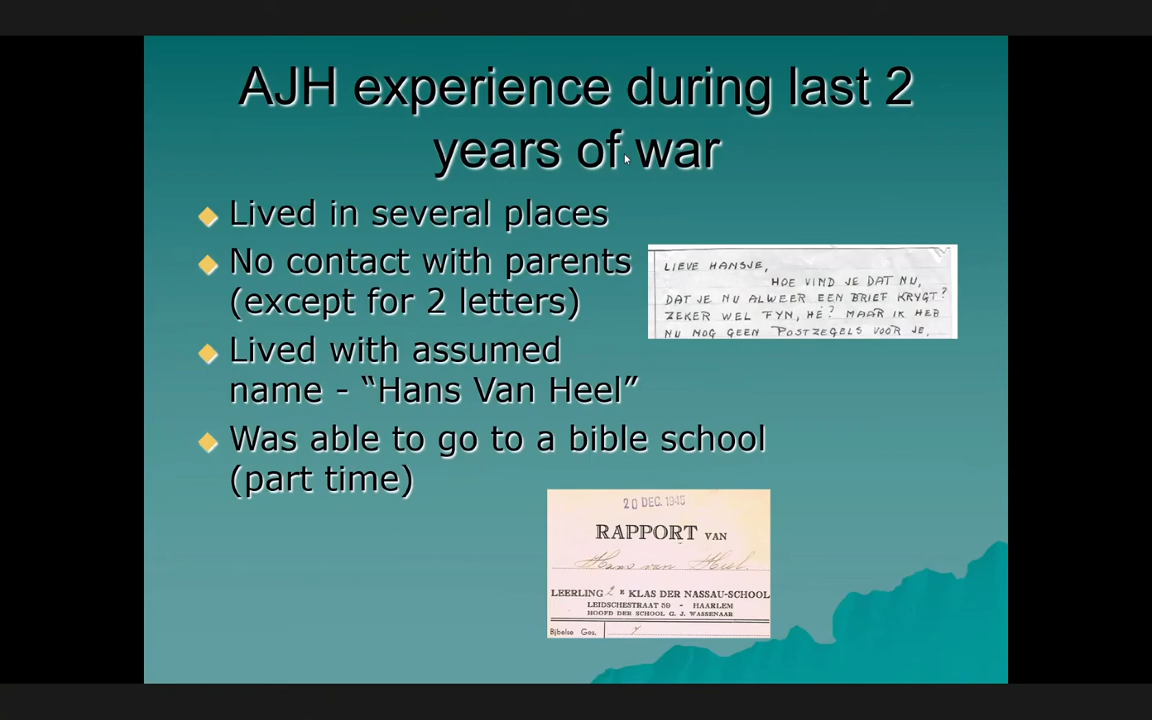 AJH experience during last 2
years of war
Lived in several places
No contact with parents
(except for 2 letters)
LIEVE HANSJE,
HOE VIND JE DAT NU,
DAT JE NU ALWEER EEN BRIEF KRYGT?
ZEKER WEL FYN, HÉ? MAAR IK HEB
NU NOG GEEN POSTZEGELS VOOR JE,
Lived with assumed
name - “Hans Van Heel”
Was able to go to a bible school
(part time)
20 DEC. 1945
RAPPORT VAN
Hans van Heel.
LEERLING 2e KLAS DER NASSAU-SCHOOL
LEIDSCHESTRAAT 59 - HAARLEM
HOOFD DER SCHOOL G. J. WASSENAAR
Bijbelse Ges.